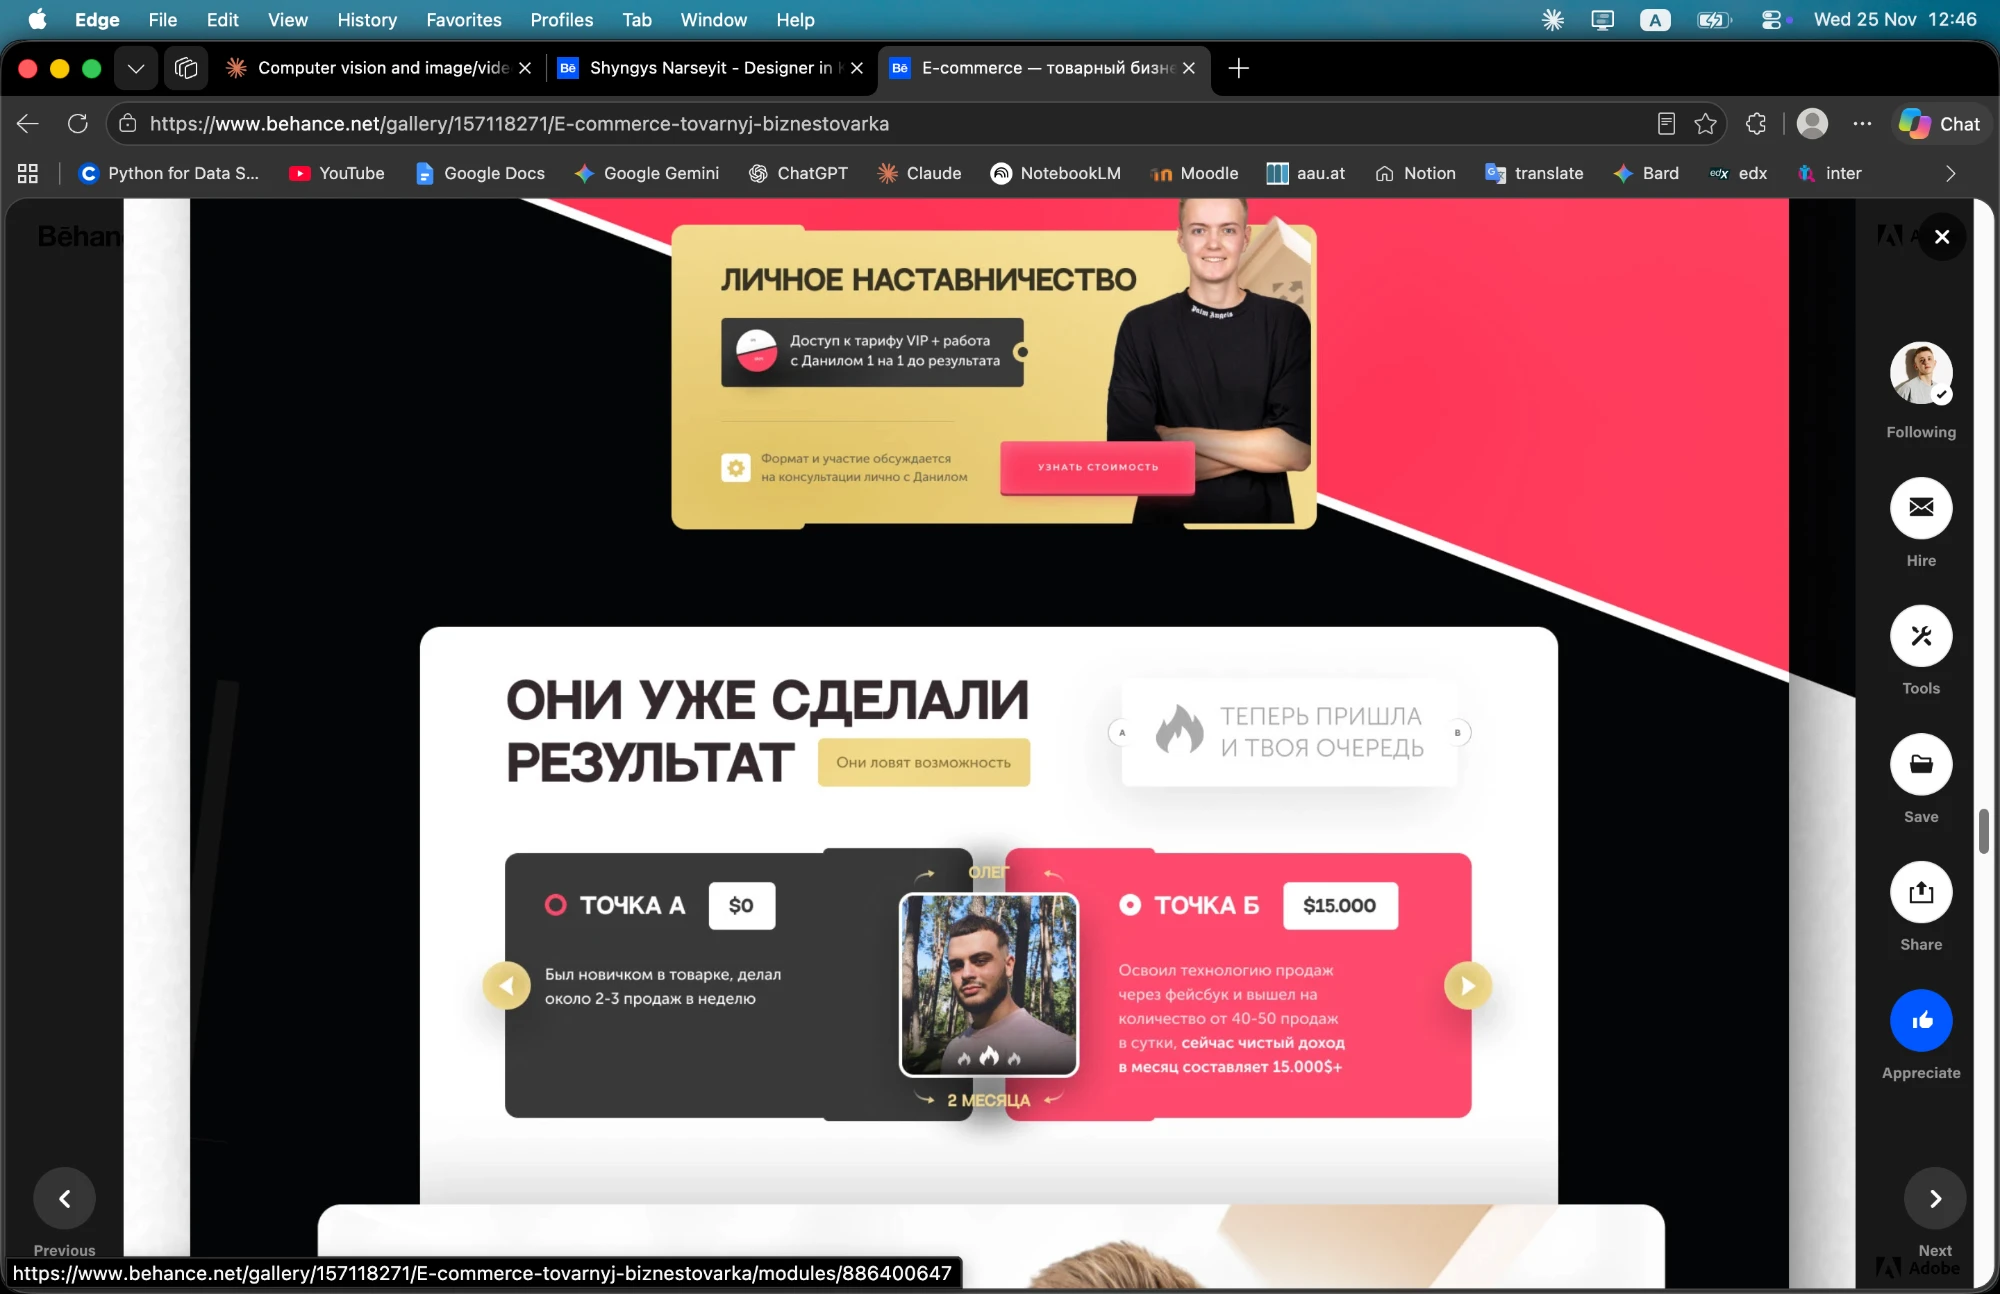 Edge File Edit View History Favorites Profiles Tab Window Help
A
Wed 25 Nov 12:46
Computer vision and image/vide
Bē Shyngys Narseyit - Designer in
Bē E-commerce — товарный бизне
https://www.behance.net/gallery/157118271/E-commerce-tovarnyj-biznestovarka
Chat
Python for Data S... YouTube Google Docs Google Gemini ChatGPT Claude NotebookLM Moodle aau.at Notion translate Bard edx inter
Bēhan
ЛИЧНОЕ НАСТАВНИЧЕСТВО
Palm Angels
Доступ к тарифу VIP + работа
с Данилом 1 на 1 до результата
Формат и участие обсуждается
на консультации лично с Данилом
УЗНАТЬ СТОИМОСТЬ
ОНИ УЖЕ СДЕЛАЛИ
РЕЗУЛЬТАТ
Они ловят возможность
A
ТЕПЕРЬ ПРИШЛА
И ТВОЯ ОЧЕРЕДЬ
B
ТОЧКА А $0
Был новичком в товарке, делал
около 2-3 продаж в неделю
ОЛЕГ
2 МЕСЯЦА
ТОЧКА Б $15.000
Освоил технологию продаж
через фейсбук и вышел на
количество от 40-50 продаж
в сутки, сейчас чистый доход
в месяц составляет 15.000$+
Following
Hire
Tools
Save
Share
Appreciate
Previous
Next
Adobe
https://www.behance.net/gallery/157118271/E-commerce-tovarnyj-biznestovarka/modules/886400647